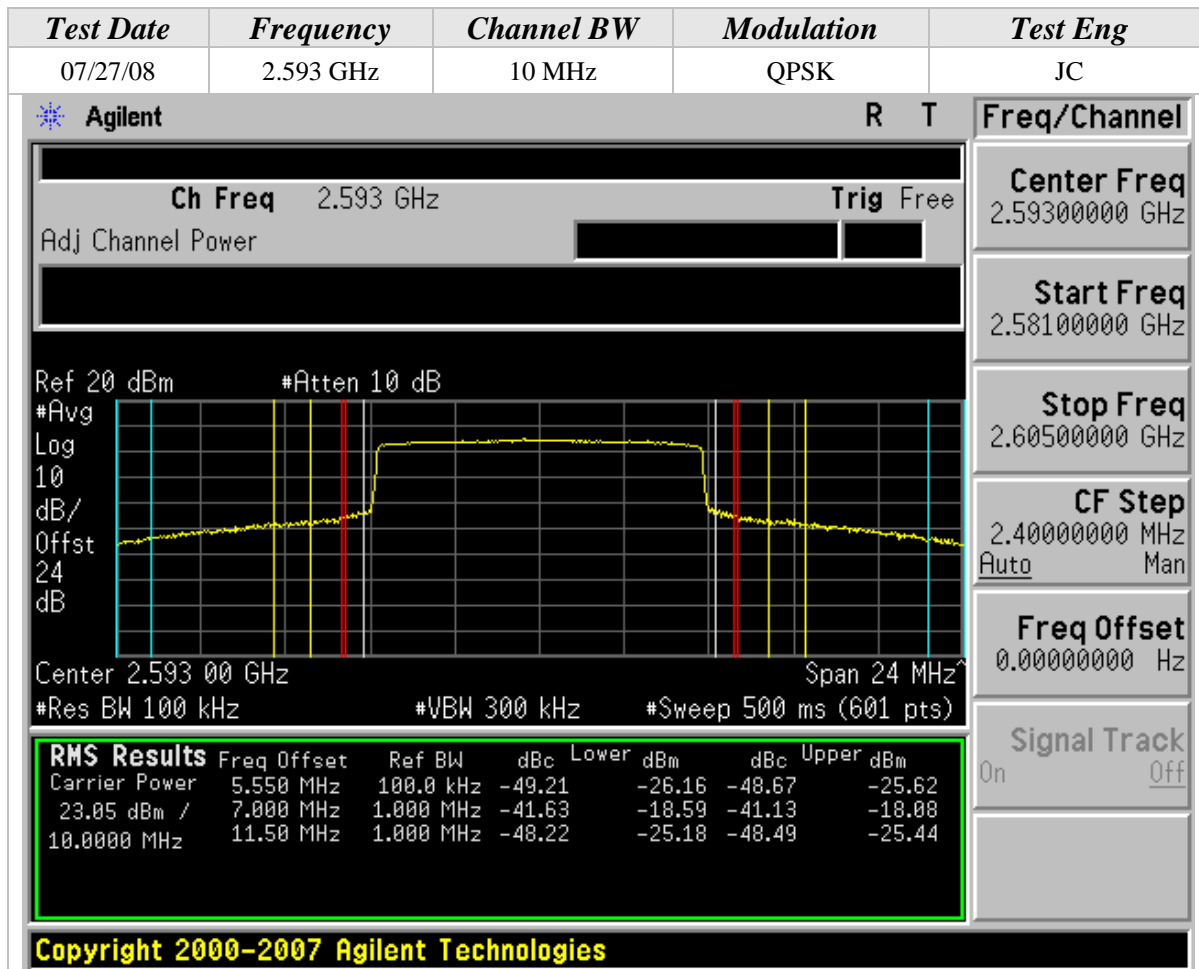 Test Date Frequency Channel BW Modulation Test Eng
07/27/08 2.593 GHz 10 MHz QPSK JC
Agilent R T Freq/Channel
Ch Freq 2.593 GHz Trig Free
Adj Channel Power
Center Freq
2.59300000 GHz
Start Freq
2.58100000 GHz
Stop Freq
2.60500000 GHz
CF Step
2.40000000 MHz
Auto Man
Freq Offset
0.00000000 Hz
Signal Track
On Off
Ref 20 dBm #Atten 10 dB
#Avg
Log
10
dB/
Offst
24
dB
Center 2.593 00 GHz Span 24 MHz^
#Res BW 100 kHz #VBW 300 kHz #Sweep 500 ms (601 pts)
RMS Results Freq Offset Ref BW dBc Lower dBm dBc Upper dBm
Carrier Power 5.550 MHz 100.0 kHz -49.21 -26.16 -48.67 -25.62
23.05 dBm / 7.000 MHz 1.000 MHz -41.63 -18.59 -41.13 -18.08
10.0000 MHz 11.50 MHz 1.000 MHz -48.22 -25.18 -48.49 -25.44
Copyright 2000-2007 Agilent Technologies